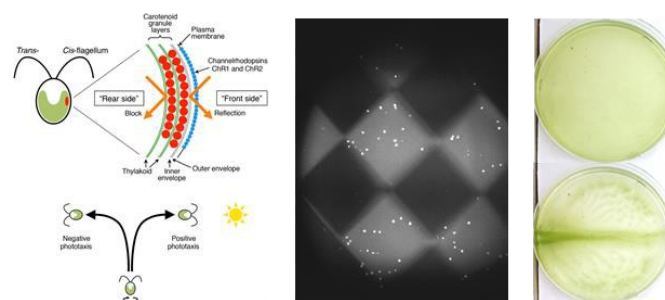 Carotenoid
granule
layers
Plasma
membrane
Trans-
Cis-flagellum
Channelrhodopsins
ChR1 and ChR2
"Rear side"
"Front side"
Block
Reflection
Thylakoid
Inner
envelope
Outer envelope
Negative
phototaxis
Positive
phototaxis